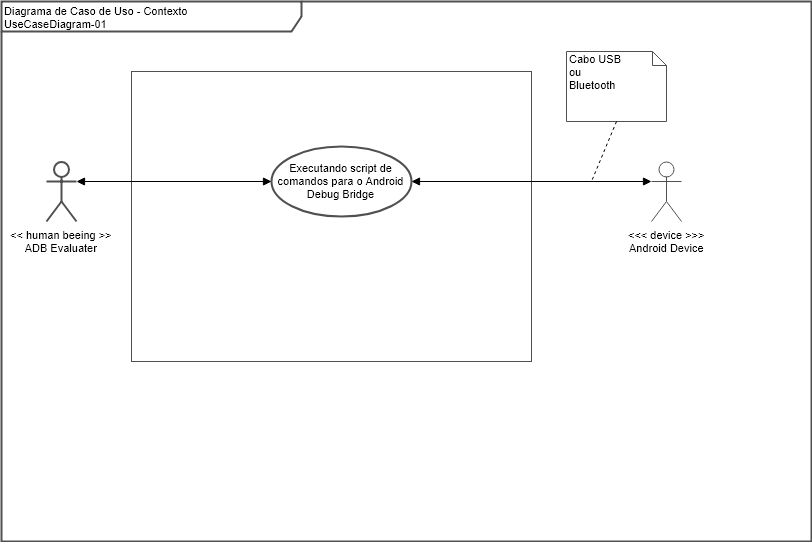 Diagrama de Caso de Uso - Contexto
UseCaseDiagram-01
Cabo USB
ou
Bluetooth
Executando script de
comandos para o Android
Debug Bridge
<< human beeing >>
ADB Evaluater
<<< device >>>
Android Device